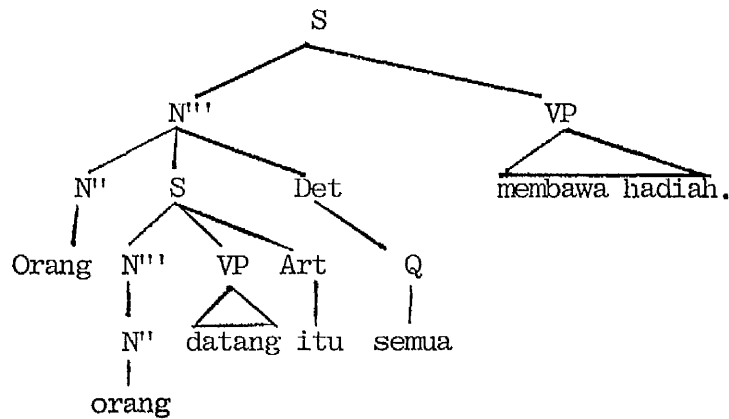 S
N''' VP
N'' S Det membawa hadiah.
Orang N''' VP Art Q
N'' datang itu semua
orang